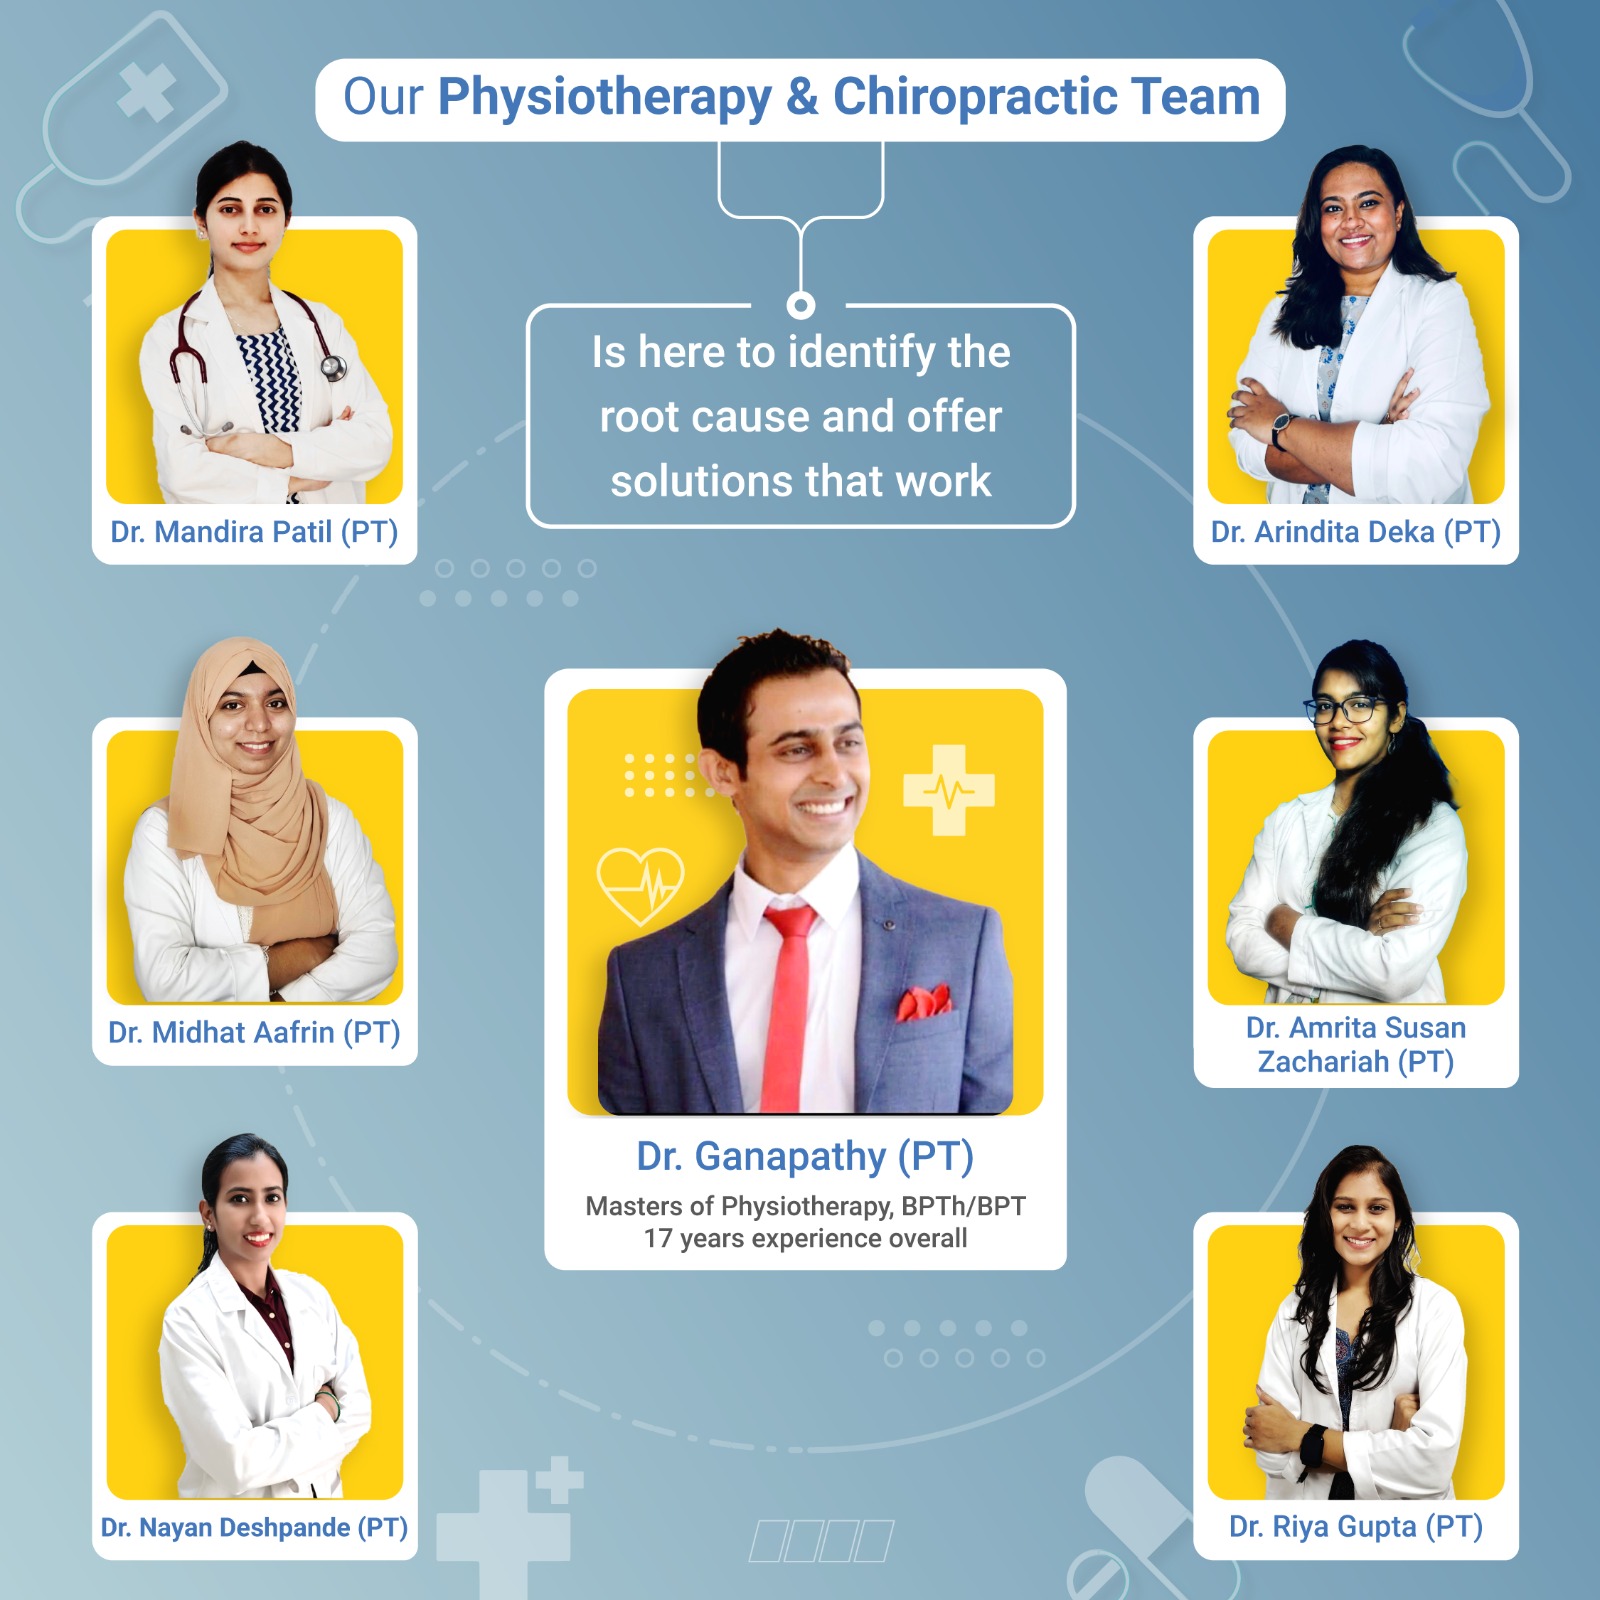 Our Physiotherapy & Chiropractic Team
Is here to identify the
root cause and offer
solutions that work
Dr. Mandira Patil (PT)
Dr. Arindita Deka (PT)
Dr. Midhat Aafrin (PT)
Dr. Ganapathy (PT)
Masters of Physiotherapy, BPTh/BPT
17 years experience overall
Dr. Amrita Susan
Zachariah (PT)
Dr. Nayan Deshpande (PT)
Dr. Riya Gupta (PT)